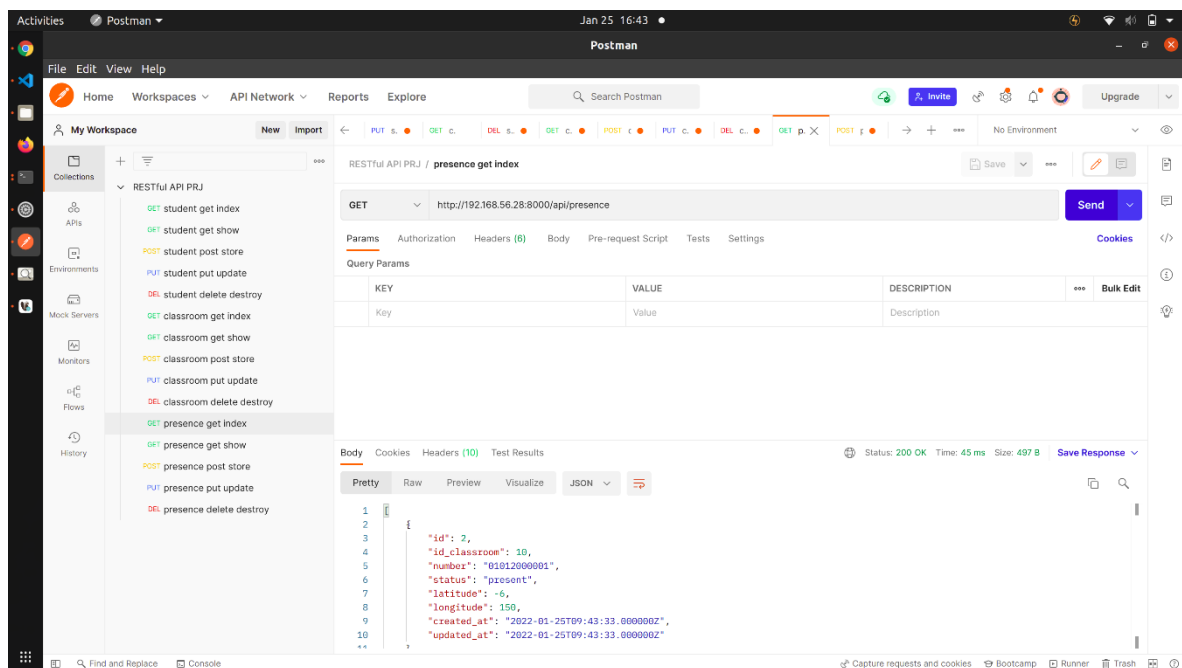 Activities Postman Jan 25 16:43
Postman
File Edit View Help
Home Workspaces API Network Reports Explore Search Postman Invite Upgrade
My Workspace New Import PUT s. GET c. DEL s.. GET c. POST c PUT c. DEL c.. GET p. POST p No Environment
Collections
APIs
Environments
Mock Servers
Monitors
Flows
History
RESTful API PRJ
GET student get index
GET student get show
POST student post store
PUT student put update
DEL student delete destroy
GET classroom get index
GET classroom get show
POST classroom post store
PUT classroom put update
DEL classroom delete destroy
GET presence get index
GET presence get show
POST presence post store
PUT presence put update
DEL presence delete destroy
RESTful API PRJ / presence get index Save
GET http://192.168.56.28:8000/api/presence Send
Params Authorization Headers (6) Body Pre-request Script Tests Settings Cookies
Query Params
KEY VALUE DESCRIPTION Bulk Edit
Key Value Description
Body Cookies Headers (10) Test Results Status: 200 OK Time: 45 ms Size: 497 B Save Response
Pretty Raw Preview Visualize JSON
1 [
2 {
3 "id": 2,
4 "id_classroom": 10,
5 "number": "01012000001",
6 "status": "present",
7 "latitude": -6,
8 "longitude": 150,
9 "created_at": "2022-01-25T09:43:33.000000Z",
10 "updated_at": "2022-01-25T09:43:33.000000Z"
Find and Replace Console Capture requests and cookies Bootcamp Runner Trash